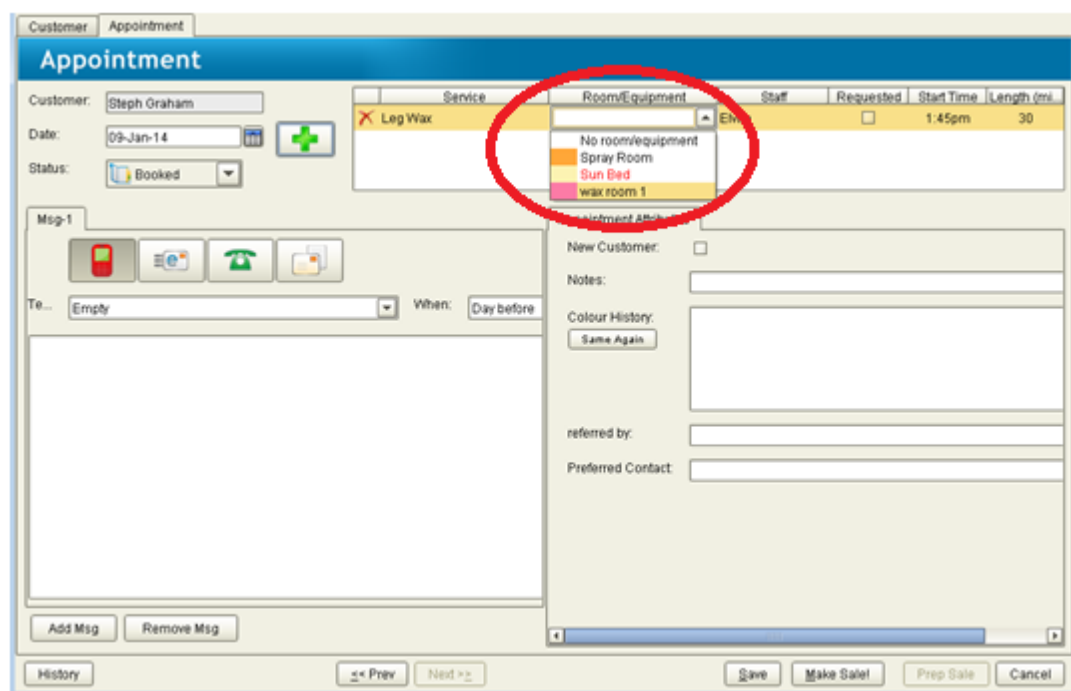 Customer Appointment
Appointment
Customer: Steph Graham
Date: 09-Jan-14
Status: Booked
Service Room/Equipment Staff Requested Start Time Length (mi...
Leg Wax 1:45pm 30
No room/equipment
Spray Room
Sun Bed
wax room 1
Msg-1
Te... Empty When: Day before
Add Msg Remove Msg
New Customer:
Notes:
Colour History:
Same Again
referred by:
Preferred Contact:
History << Prev Next >> Save Make Sale! Prep Sale Cancel